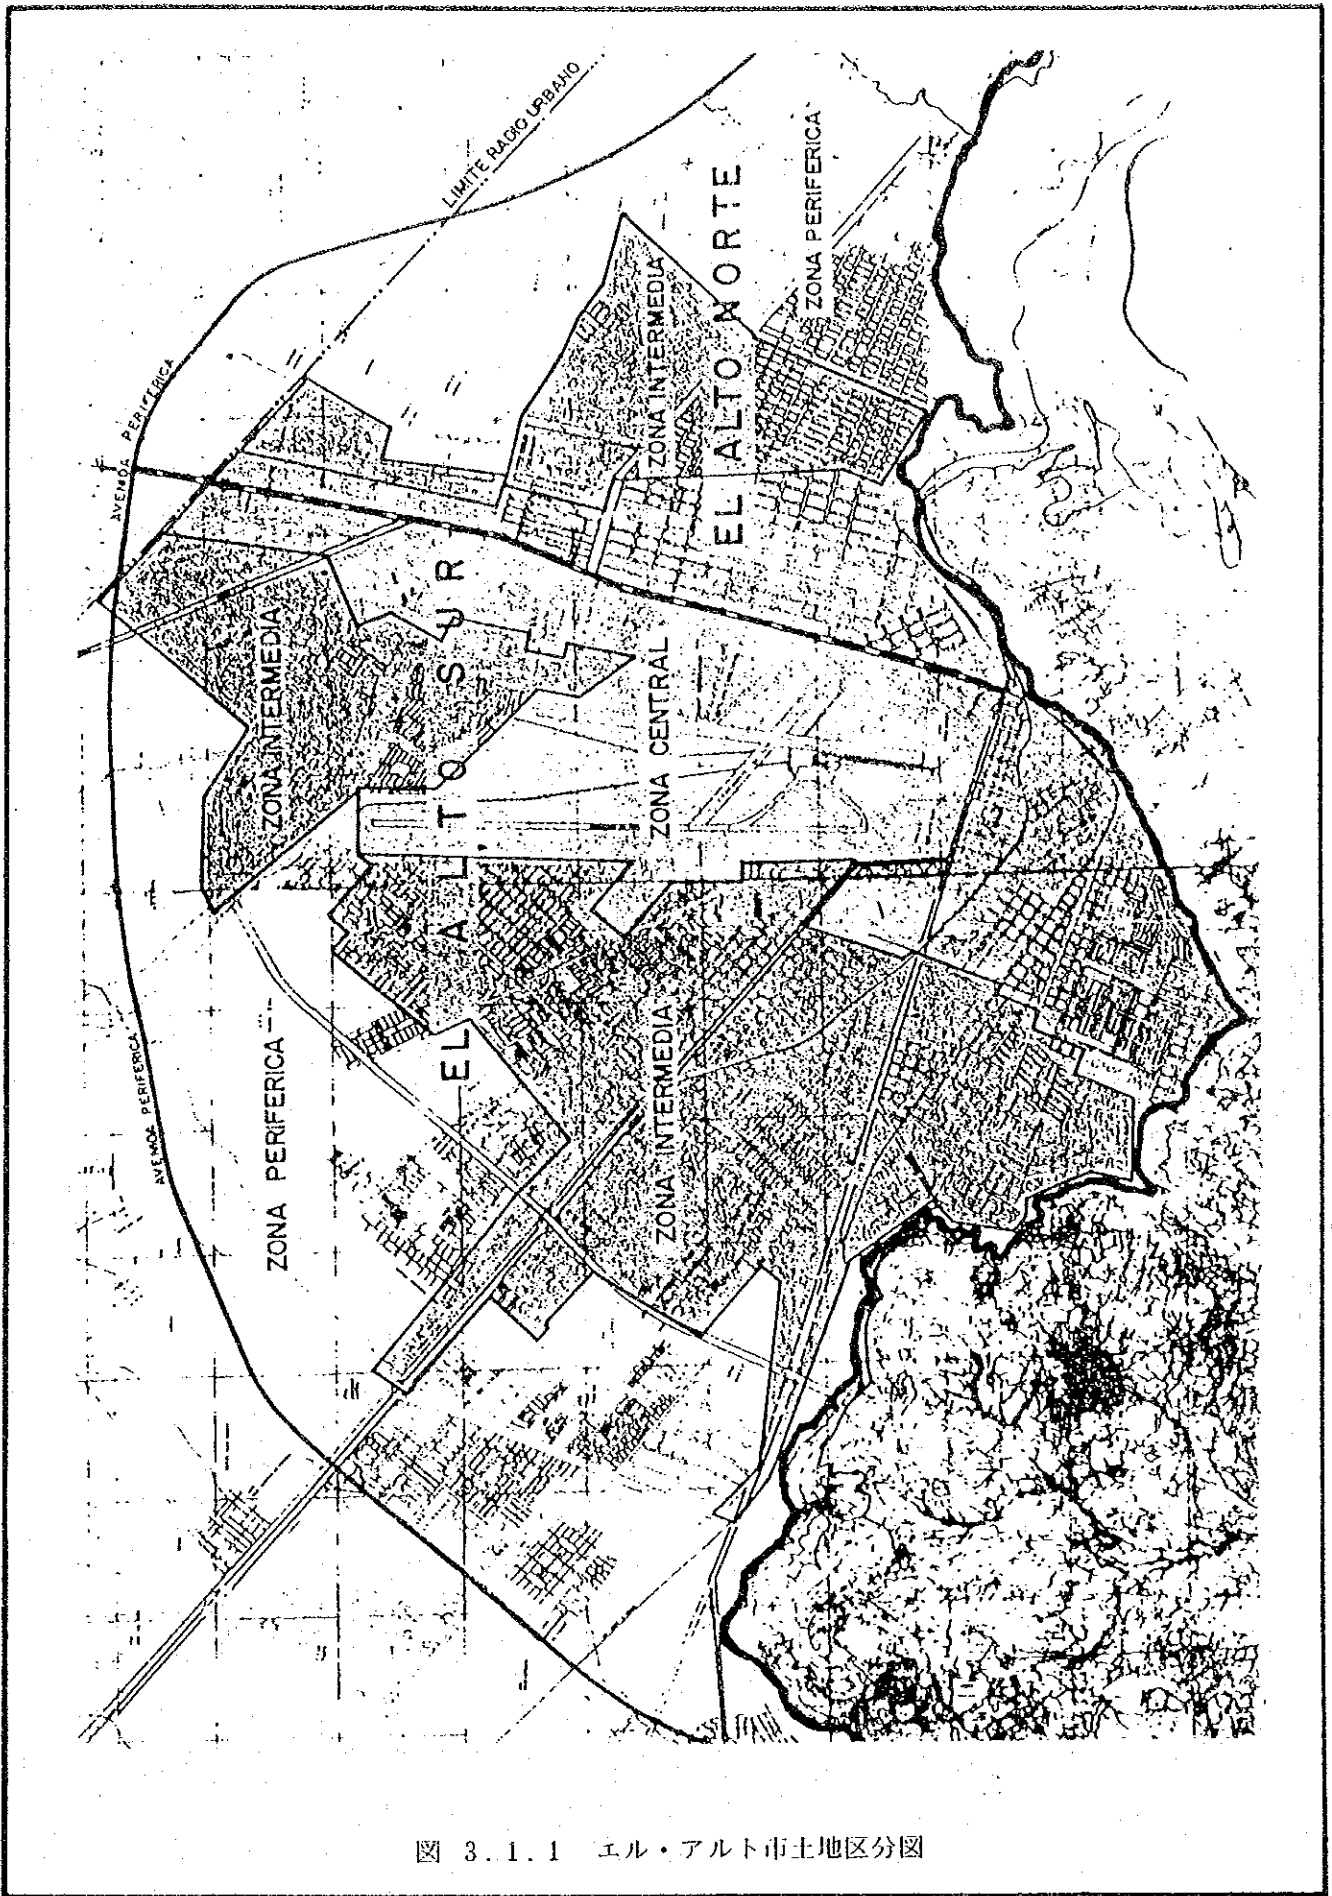 LIMITE RADIO URBANO
AVENIDA PERIFERICA
ZONA PERIFERICA
ZONA INTERMEDIA
EL ALTO NORTE
ZONA INTERMEDIA
EL ALTO SUR
ZONA CENTRAL
ZONA INTERMEDIA
ZONA PERIFERICA
AVENIDA PERIFERICA
図 3.1.1 エル・アルト市土地区分図